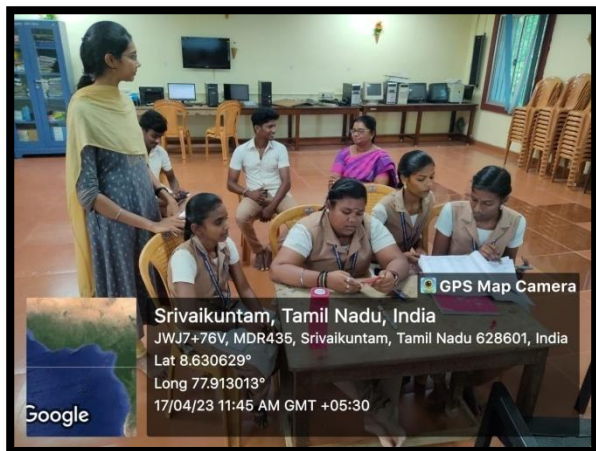 GPS Map Camera
Srivaikuntam, Tamil Nadu, India
JWJ7+76V, MDR435, Srivaikuntam, Tamil Nadu 628601, India
Lat 8.630629°
Long 77.913013°
17/04/23 11:45 AM GMT +05:30
Google